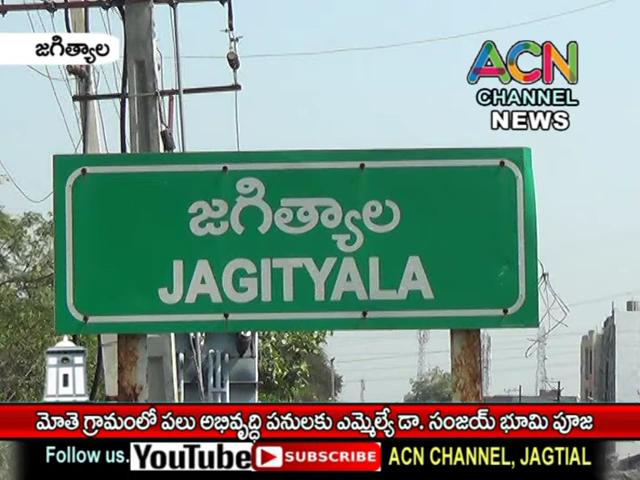 జగిత్యాల
ACN
CHANNEL
NEWS
జగిత్యాల
JAGITYALA
మోతె గ్రామంలో పలు అభివృద్ధి పనులకు ఎమ్మెల్యే డా. సంజయ్ భూమి పూజ
Follow us. YouTube SUBSCRIBE ACN CHANNEL, JAGTIAL